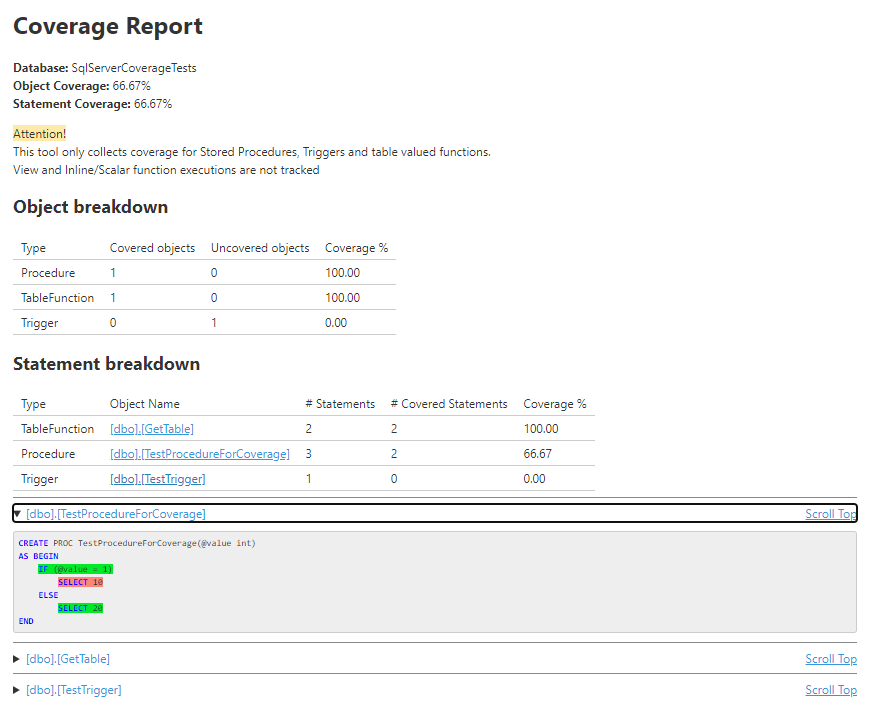 Coverage Report
Database: SqlServerCoverageTests
Object Coverage: 66.67%
Statement Coverage: 66.67%
Attention!
This tool only collects coverage for Stored Procedures, Triggers and table valued functions.
View and Inline/Scalar function executions are not tracked
Object breakdown
Type Covered objects Uncovered objects Coverage %
Procedure 1 0 100.00
TableFunction 1 0 100.00
Trigger 0 1 0.00
Statement breakdown
Type Object Name # Statements # Covered Statements Coverage %
TableFunction [dbo].[GetTable] 2 2 100.00
Procedure [dbo].[TestProcedureForCoverage] 3 2 66.67
Trigger [dbo].[TestTrigger] 1 0 0.00
[dbo].[TestProcedureForCoverage] Scroll Top
CREATE PROC TestProcedureForCoverage(@value int)
AS BEGIN
IF (@value = 1)
SELECT 10
ELSE
SELECT 20
END
[dbo].[GetTable] Scroll Top
[dbo].[TestTrigger] Scroll Top